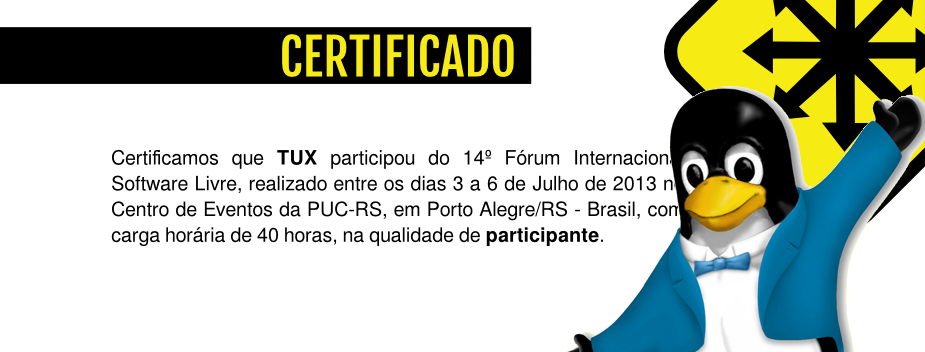 CERTIFICADO
Certificamos que TUX participou do 14º Fórum Internaciona
Software Livre, realizado entre os dias 3 a 6 de Julho de 2013 n
Centro de Eventos da PUC-RS, em Porto Alegre/RS - Brasil, com
carga horária de 40 horas, na qualidade de participante.